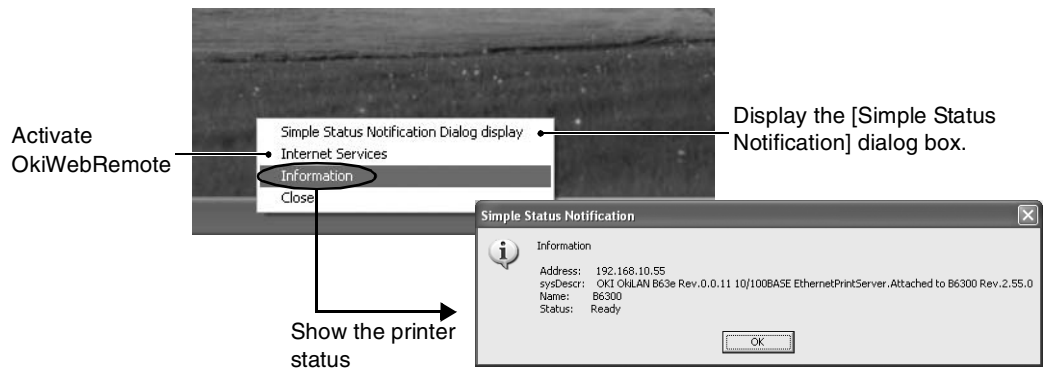 Activate
OkiWebRemote
Simple Status Notification Dialog display
Internet Services
Information
Close
Display the [Simple Status
Notification] dialog box.
Show the printer
status
Simple Status Notification
Information
Address: 192.168.10.55
sysDescr: OKI OkiLAN B63e Rev.0.0.11 10/100BASE EthernetPrintServer.Attached to B6300 Rev.2.55.0
Name: B6300
Status: Ready
OK